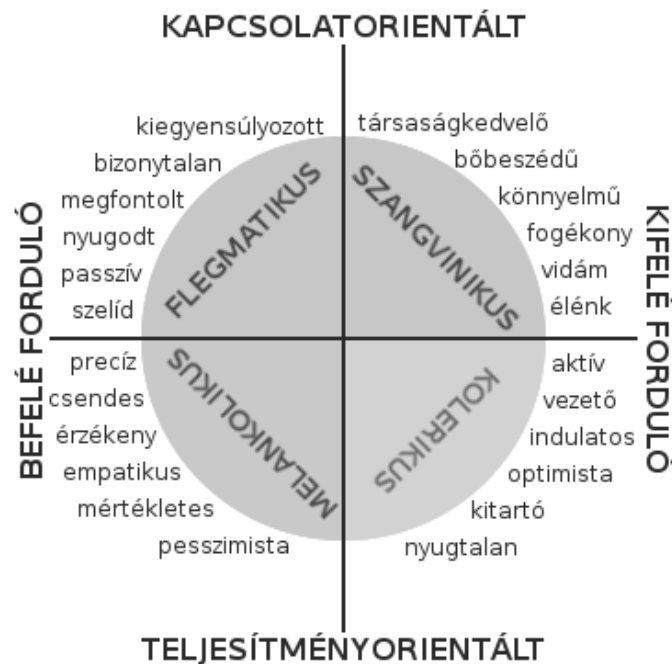 KAPCSOLATORIENTÁLT
kiegyensúlyozott
bizonytalan
megfontolt
nyugodt
passzív
szelíd
FLEGMATIKUS
társaságkedvelő
bőbeszédű
könnyelmű
fogékony
vidám
élénk
SZANGVINIKUS
BEFELÉ FORDULÓ
KIFELÉ FORDULÓ
precíz
csendes
érzékeny
empatikus
mértékletes
pesszimista
MELANKOLIKUS
aktív
vezető
indulatos
optimista
kitartó
nyugtalan
KOLERIKUS
TELJESÍTMÉNYORIENTÁLT